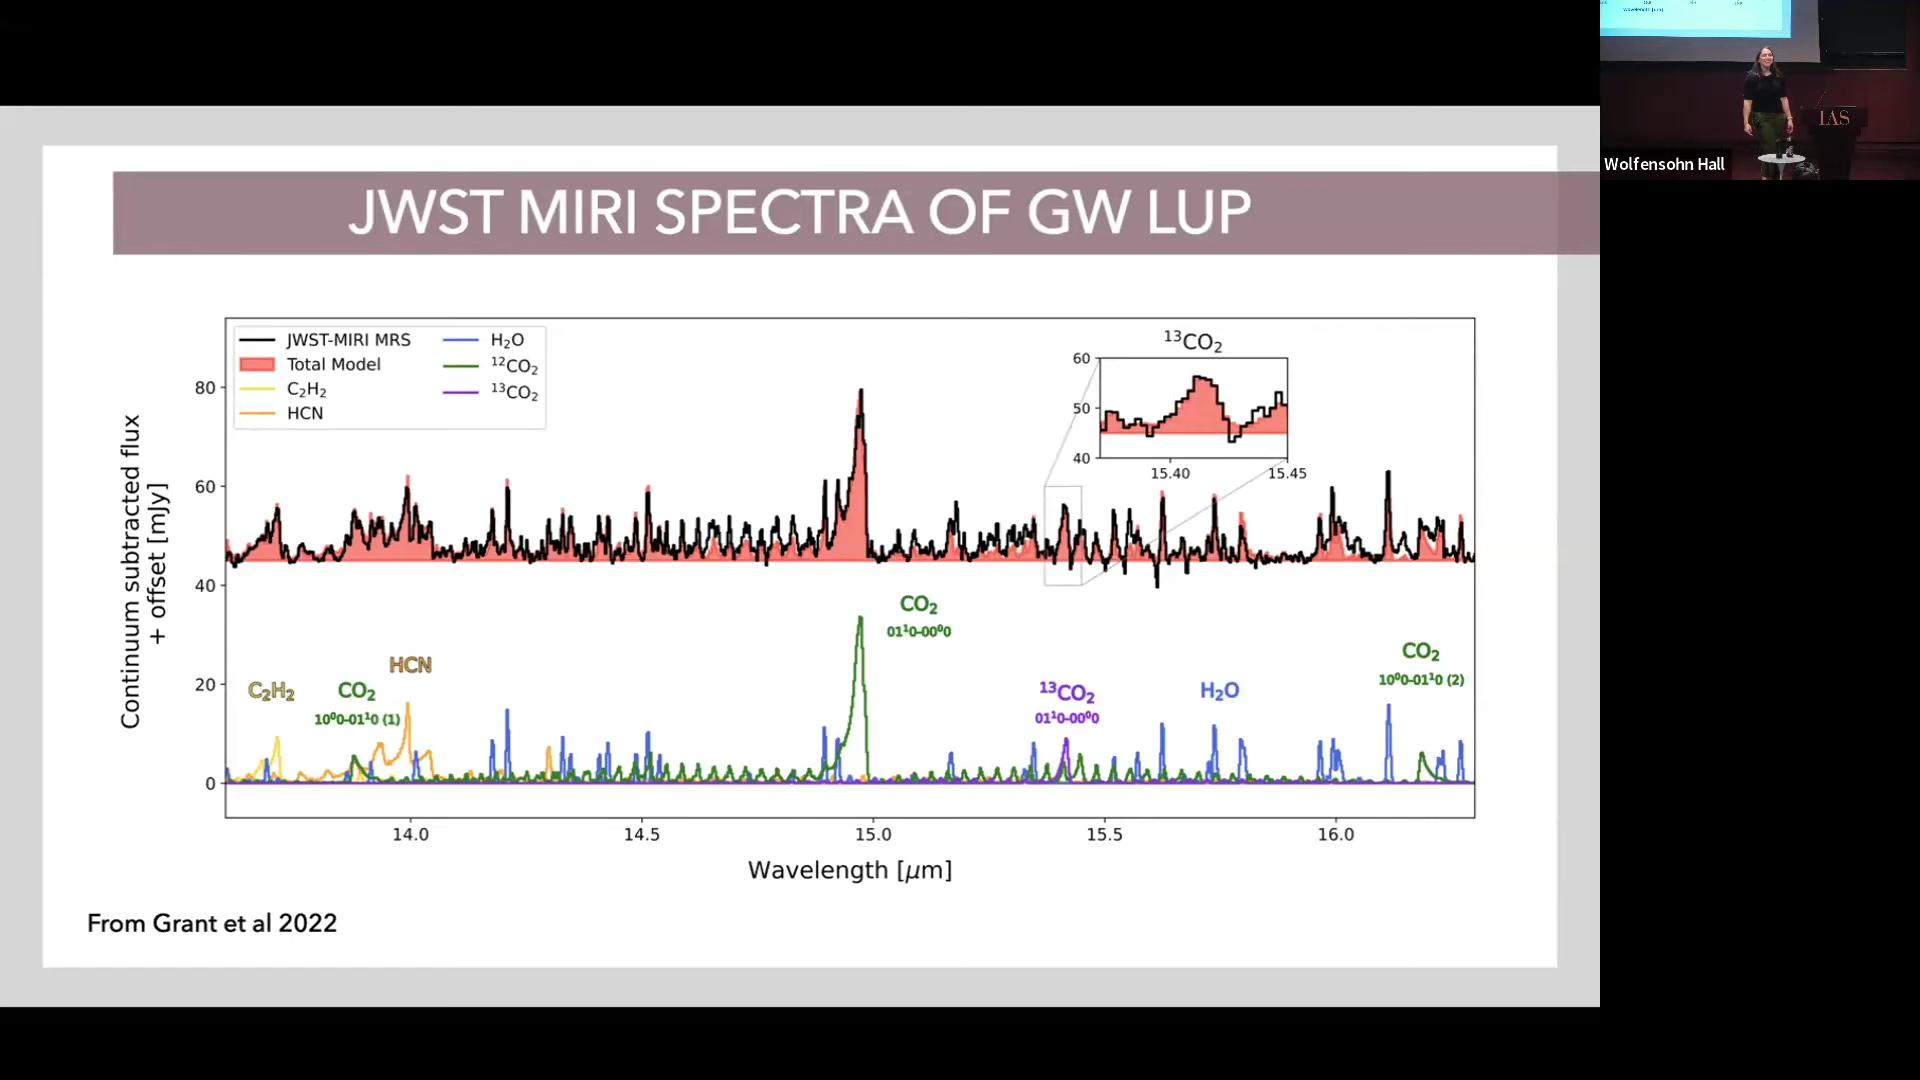 JWST MIRI SPECTRA OF GW LUP
JWST-MIRI MRS
Total Model
C₂H₂
HCN
H₂O
¹²CO₂
¹³CO₂
Continuum subtracted flux
+ offset [mJy]
80
60
40
20
0
¹³CO₂
60
50
40
15.40
15.45
C₂H₂
CO₂
10⁰0-01¹0 (1)
HCN
CO₂
01¹0-00⁰0
¹³CO₂
01¹0-00⁰0
H₂O
CO₂
10⁰0-01¹0 (2)
14.0
14.5
15.0
15.5
16.0
Wavelength [μm]
From Grant et al 2022
Wavelength [μm]
IAS
Wolfensohn Hall